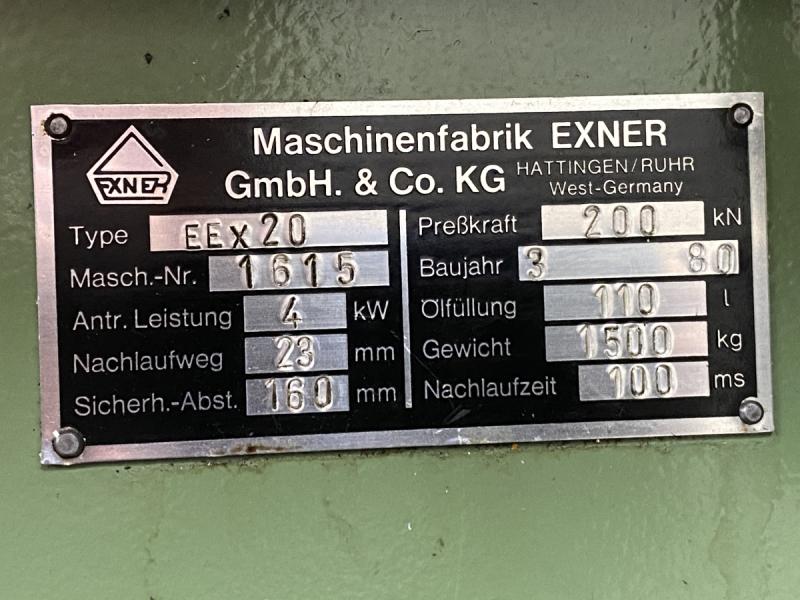 EXNER
Maschinenfabrik EXNER
GmbH. & Co. KG HATTINGEN/RUHR
West-Germany
Type EEx20
Masch.-Nr. 1615
Antr. Leistung 4 kW
Nachlaufweg 23 mm
Sicherh.-Abst. 160 mm
Preßkraft 200 kN
Baujahr 3 80
Ölfüllung 110 l
Gewicht 1500 kg
Nachlaufzeit 100 ms